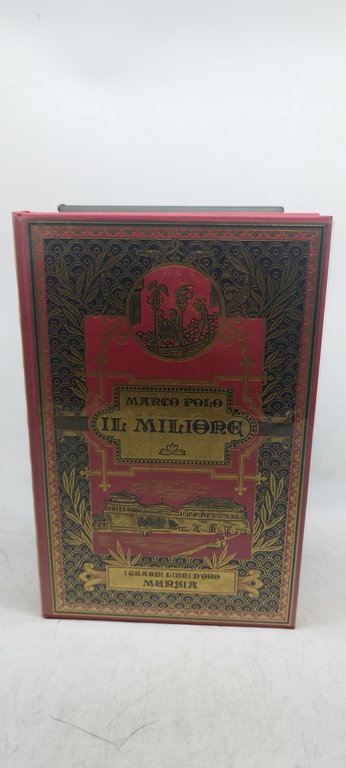 MARCO POLO
IL MILIONE
I GRANDI LIBRI D'ORO
MURSIA